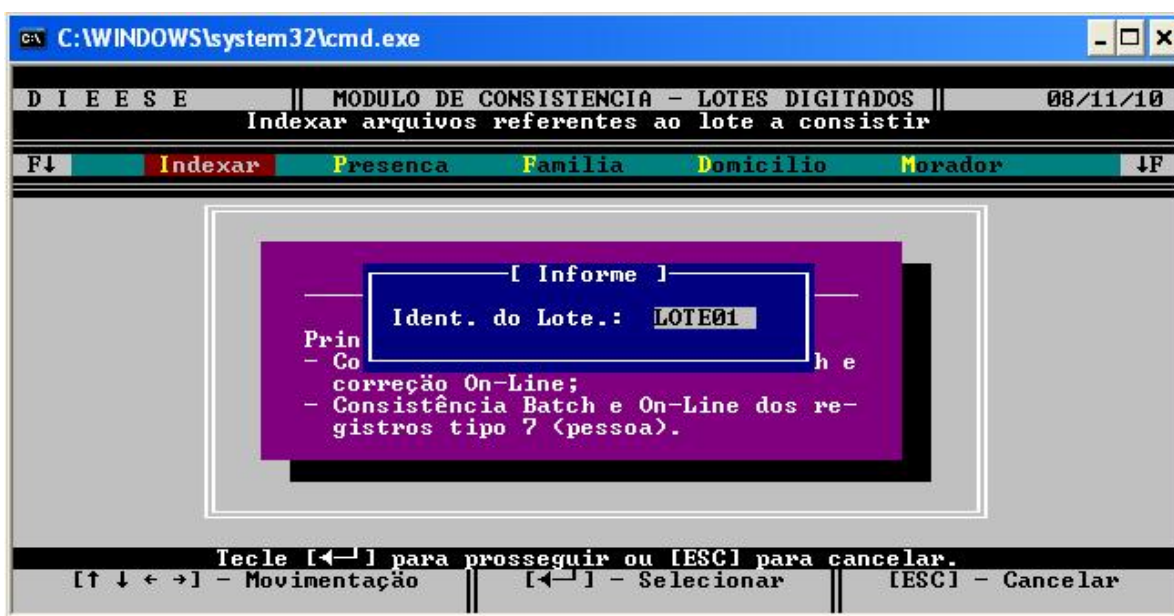 C:\WINDOWS\system32\cmd.exe
D I E E S E MODULO DE CONSISTENCIA - LOTES DIGITADOS 08/11/10
Indexar arquivos referentes ao lote a consistir
F↓ Indexar Presenca Familia Domicilio Morador ↓F
[ Informe ]
Ident. do Lote.: LOTE01
Prin
- Co h e
correção On-Line;
- Consistência Batch e On-Line dos re-
gistros tipo 7 (pessoa).
Tecle [◄─┘] para prosseguir ou [ESC] para cancelar.
[↑ ↓ ← →] - Movimentação [◄─┘] - Selecionar [ESC] - Cancelar